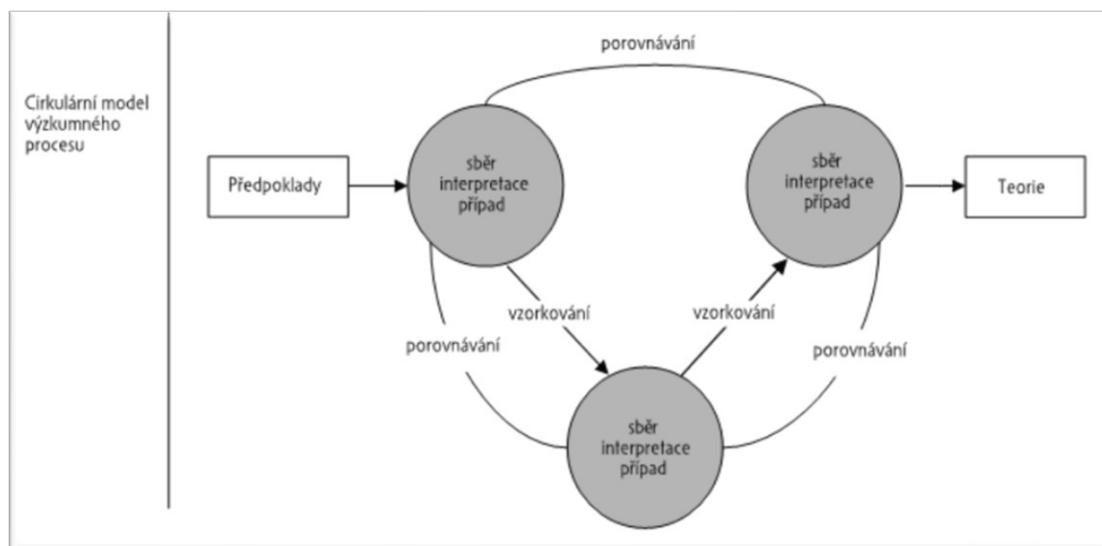 Cirkulární model
výzkumného
procesu
porovnávání
Předpoklady
sběr
interpretace
případ
sběr
interpretace
případ
Teorie
vzorkování
vzorkování
porovnávání
porovnávání
sběr
interpretace
případ